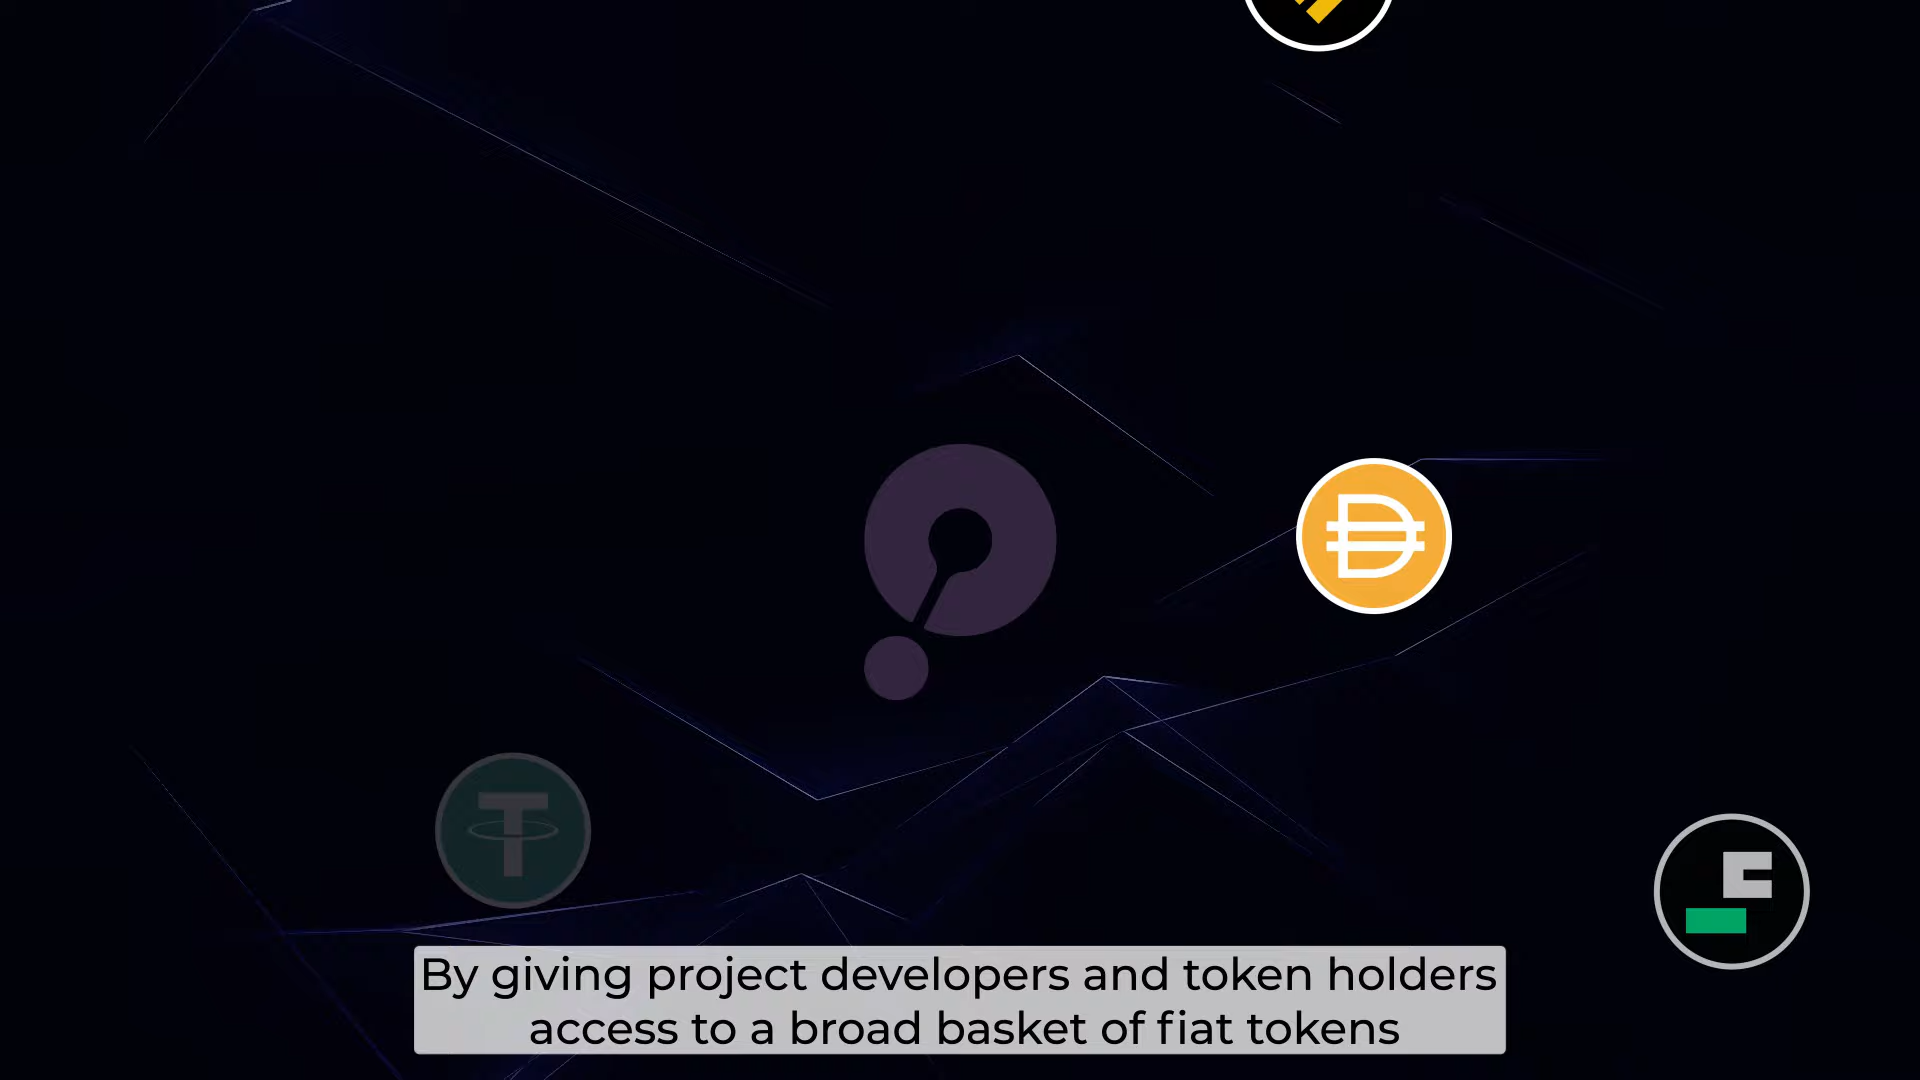 By giving project developers and token holders
access to a broad basket of fiat tokens